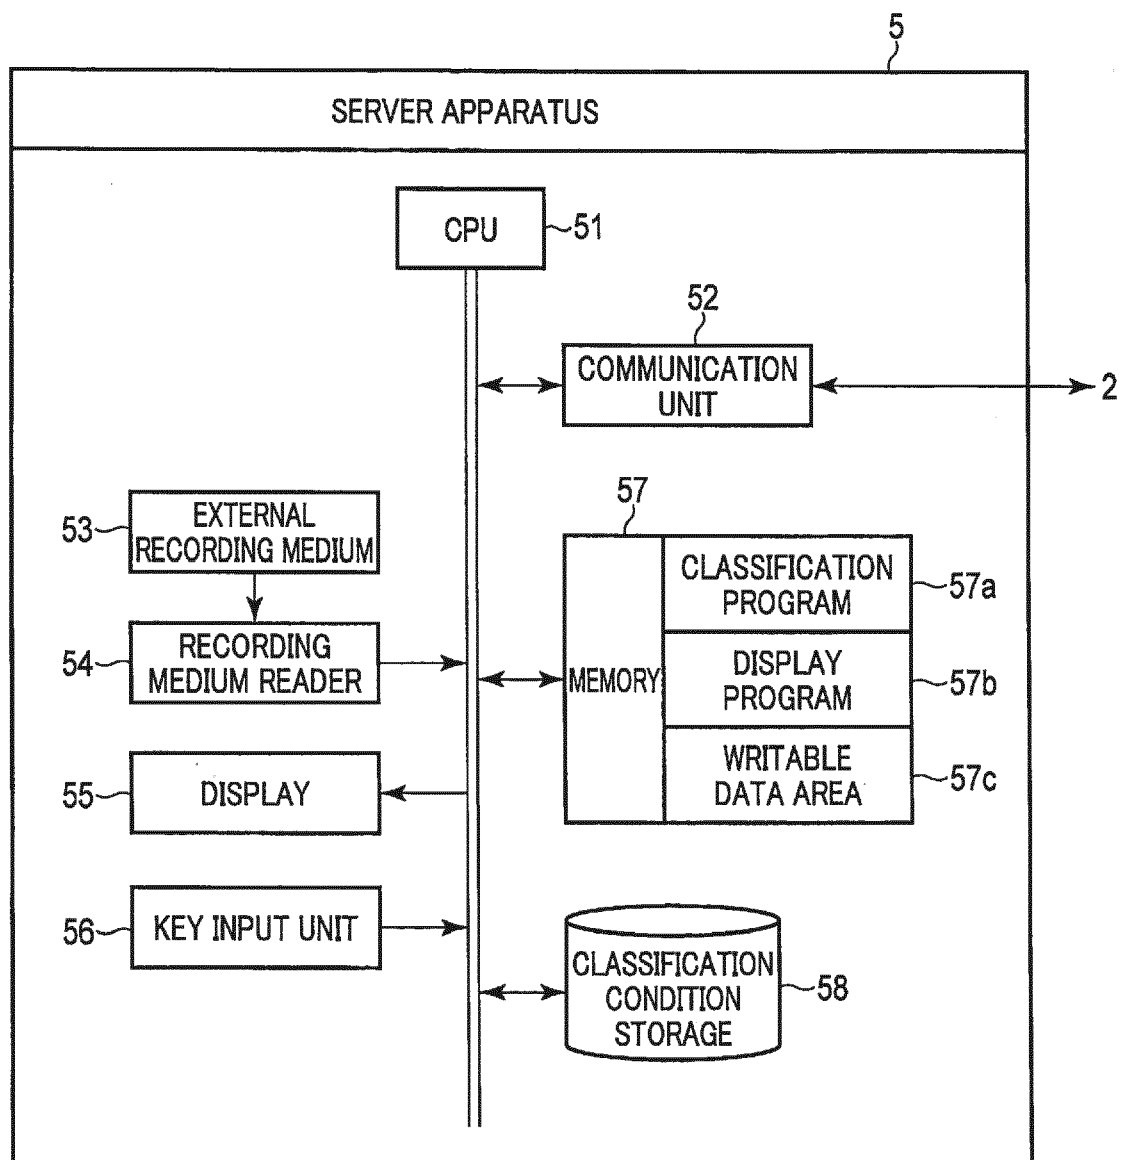 5
SERVER APPARATUS
CPU
51
52
COMMUNICATION
UNIT
2
53
EXTERNAL
RECORDING MEDIUM
57
MEMORY
CLASSIFICATION
PROGRAM
57a
54
RECORDING
MEDIUM READER
DISPLAY
PROGRAM
57b
55
DISPLAY
WRITABLE
DATA AREA
57c
56
KEY INPUT UNIT
CLASSIFICATION
CONDITION
STORAGE
58